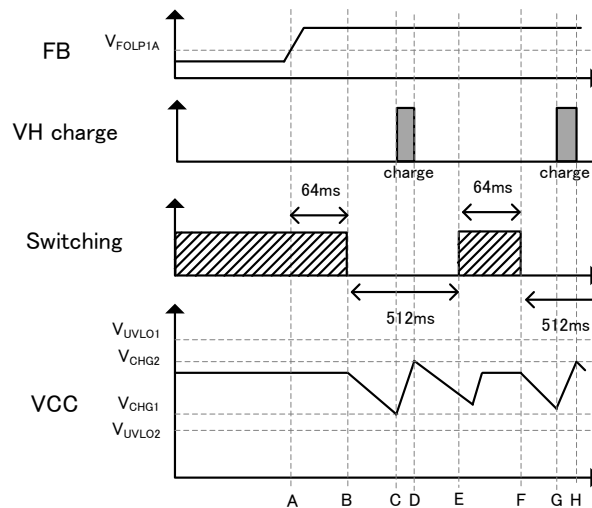 FB
VFOLP1A
VH charge
charge
charge
64ms
64ms
Switching
512ms
512ms
VUVLO1
VCHG2
VCC
VCHG1
VUVLO2
A B C D E F G H